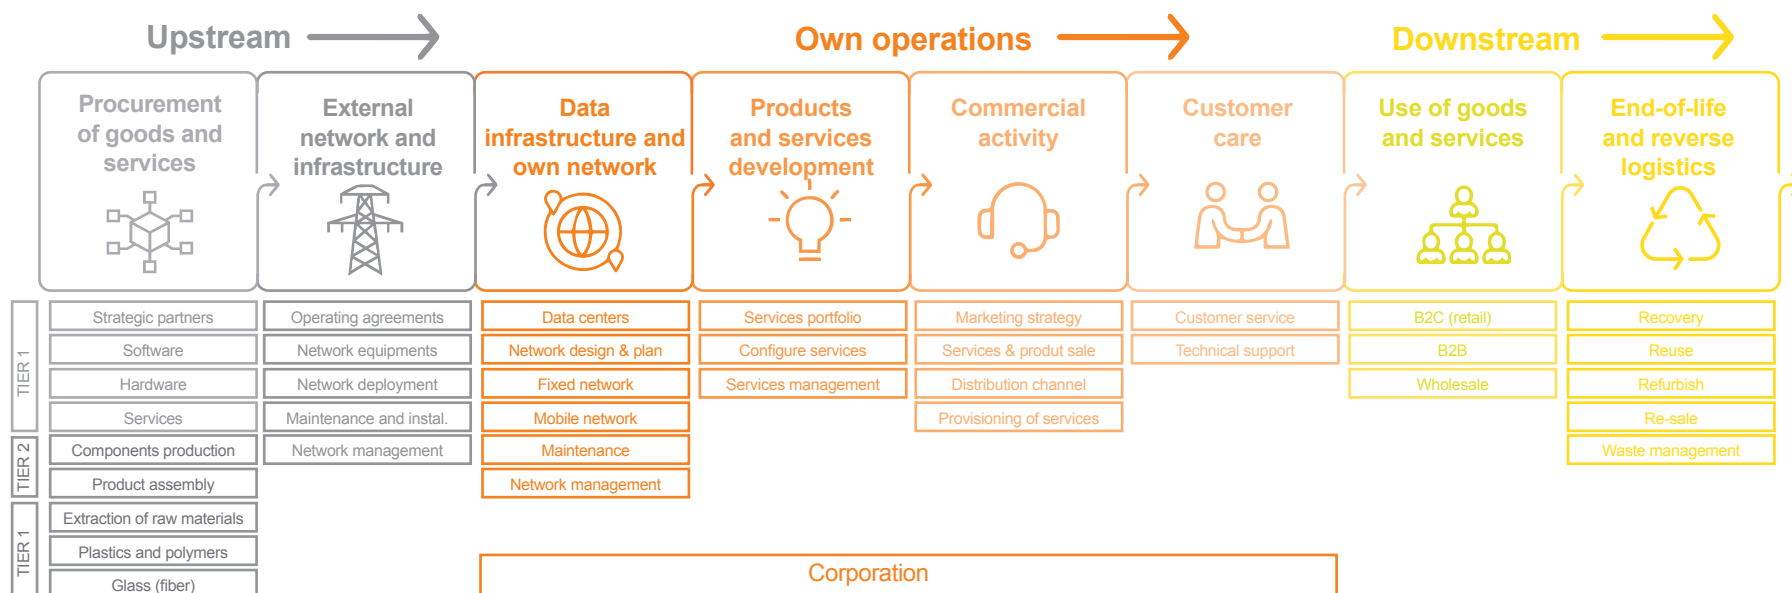 Upstream
Own operations
Downstream
Procurement
of goods and
services
External
network and
infrastructure
Data
infrastructure and
own network
Products
and services
development
Commercial
activity
Customer
care
Use of goods
and services
End-of-life
and reverse
logistics
TIER 1
Strategic partners
Software
Hardware
Services
TIER 2
Components production
Product assembly
TIER 1
Extraction of raw materials
Plastics and polymers
Glass (fiber)
Operating agreements
Network equipments
Network deployment
Maintenance and instal.
Network management
Data centers
Network design & plan
Fixed network
Mobile network
Maintenance
Network management
Services portfolio
Configure services
Services management
Marketing strategy
Services & produt sale
Distribution channel
Provisioning of services
Customer service
Technical support
B2C (retail)
B2B
Wholesale
Recovery
Reuse
Refurbish
Re-sale
Waste management
Corporation